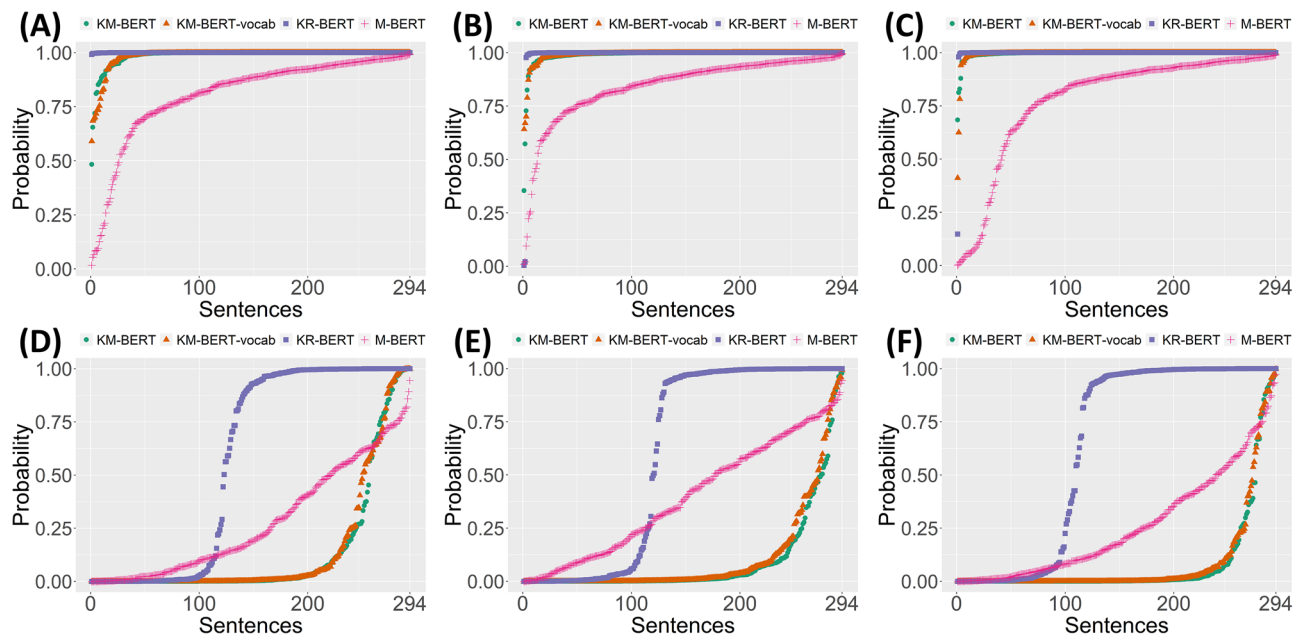 (A) KM-BERT KM-BERT-vocab KR-BERT M-BERT
1.00
0.75
0.50
0.25
0.00
Probability
0 100 200 294
Sentences
(B) KM-BERT KM-BERT-vocab KR-BERT M-BERT
1.00
0.75
0.50
0.25
0.00
Probability
0 100 200 294
Sentences
(C) KM-BERT KM-BERT-vocab KR-BERT M-BERT
1.00
0.75
0.50
0.25
0.00
Probability
0 100 200 294
Sentences
(D) KM-BERT KM-BERT-vocab KR-BERT M-BERT
1.00
0.75
0.50
0.25
0.00
Probability
0 100 200 294
Sentences
(E) KM-BERT KM-BERT-vocab KR-BERT M-BERT
1.00
0.75
0.50
0.25
0.00
Probability
0 100 200 294
Sentences
(F) KM-BERT KM-BERT-vocab KR-BERT M-BERT
1.00
0.75
0.50
0.25
0.00
Probability
0 100 200 294
Sentences